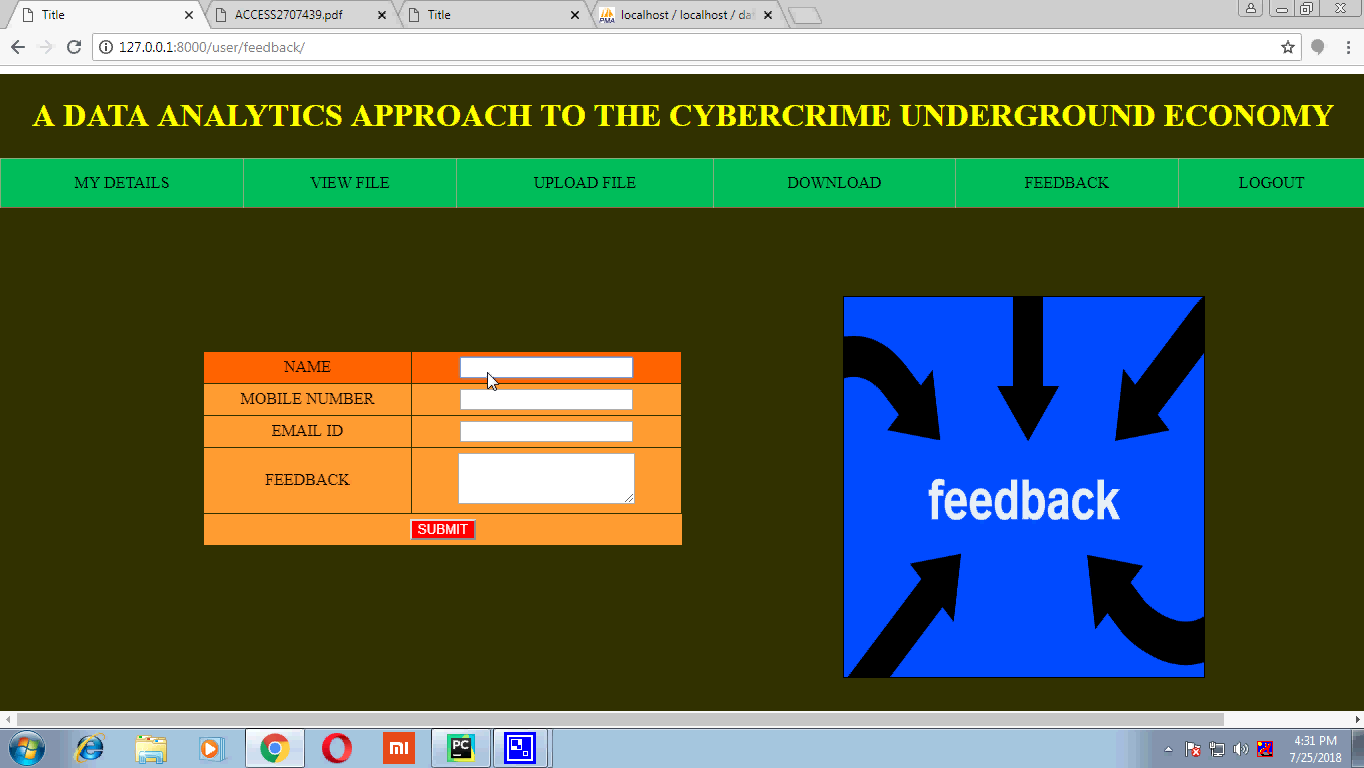 Title
ACCESS2707439.pdf
Title
localhost / localhost / da
127.0.0.1:8000/user/feedback/
A DATA ANALYTICS APPROACH TO THE CYBERCRIME UNDERGROUND ECONOMY
MY DETAILS VIEW FILE UPLOAD FILE DOWNLOAD FEEDBACK LOGOUT
NAME
MOBILE NUMBER
EMAIL ID
FEEDBACK
SUBMIT
feedback
mi
PC
4:31 PM
7/25/2018